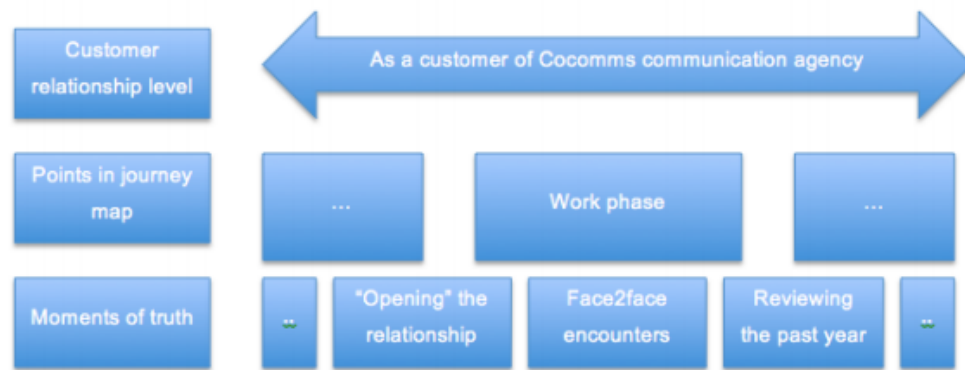 Customer
relationship level
As a customer of Cocomms communication agency
Points in journey
map
...
Work phase
...
Moments of truth
..
"Opening" the
relationship
Face2face
encounters
Reviewing
the past year
..